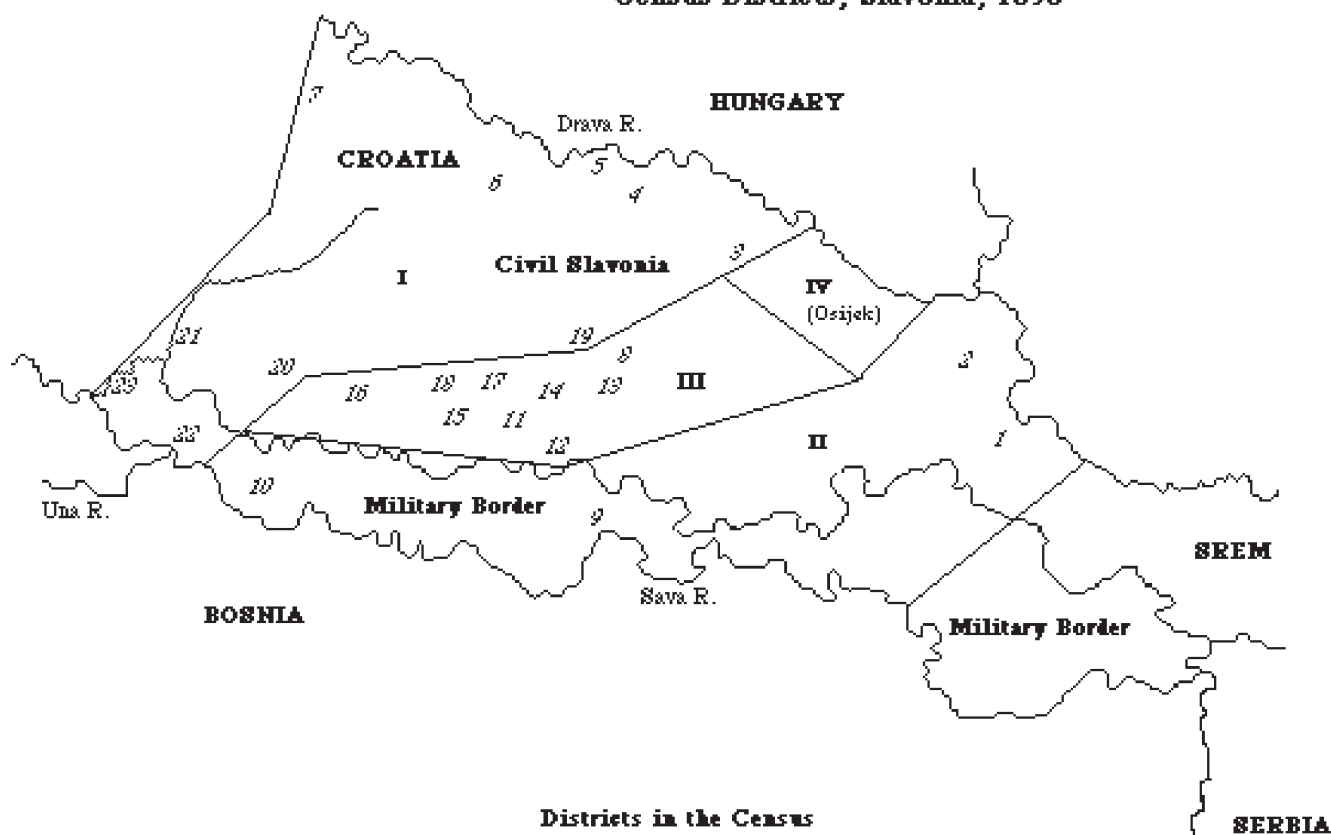 HUNGARY
7
Drava R.
CROATIA
5
6
4
3
I
Civil Slavonia
IV
(Osijek)
21
19
8
2
20
16
18
17
14
13
III
23
15
11
22
12
II
1
10
Military Border
Una R.
9
SREM
Sava R.
BOSNIA
Military Border
Districts in the Census
SERBIA